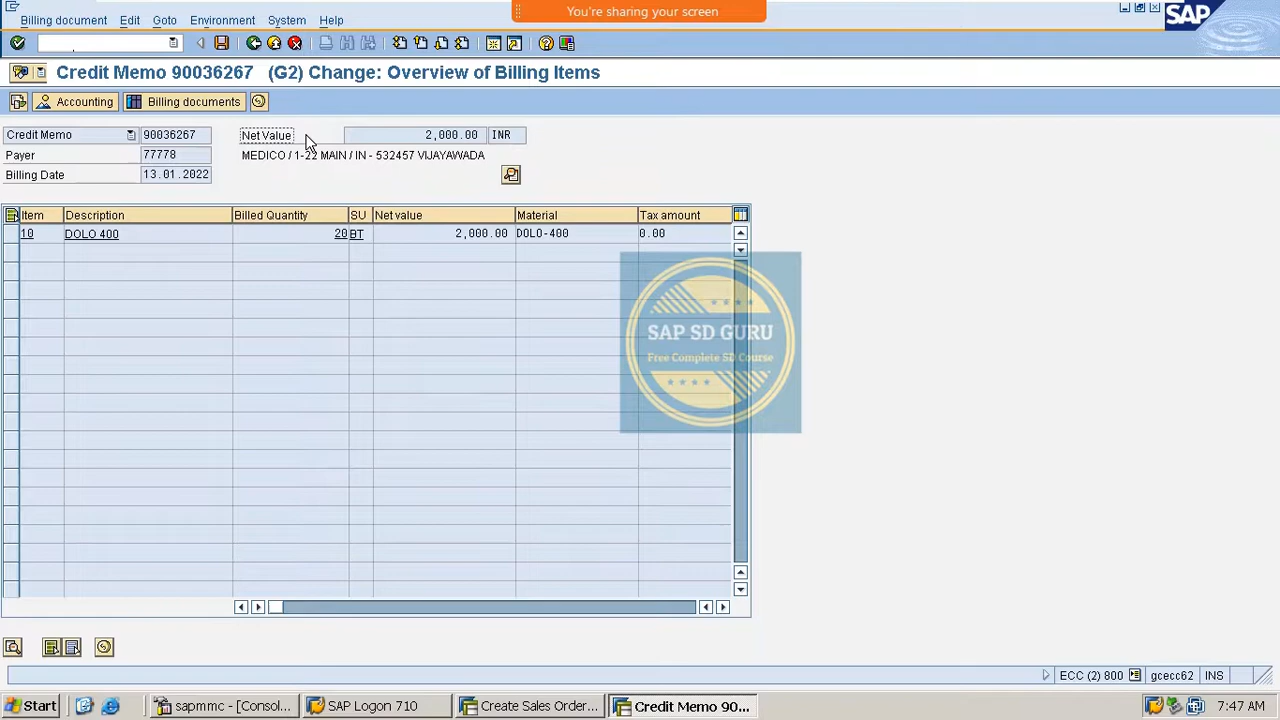 You're sharing your screen
Billing document Edit Goto Environment System Help
SAP
Credit Memo 90036267 (G2) Change: Overview of Billing Items
Accounting Billing documents
Credit Memo 90036267 Net Value 2,000.00 INR
Payer 77778 MEDICO / 1-22 MAIN / IN - 532457 VIJAYAWADA
Billing Date 13.01.2022
Item Description Billed Quantity SU Net value Material Tax amount
10 DOLO 400 20 BT 2,000.00 DOLO-400 0.00
SAP SD GURU
Free Complete SD Course
ECC (2) 800 gcecc62 INS
Start sapmmc - [Consol... SAP Logon 710 Create Sales Order... Credit Memo 90... 7:47 AM